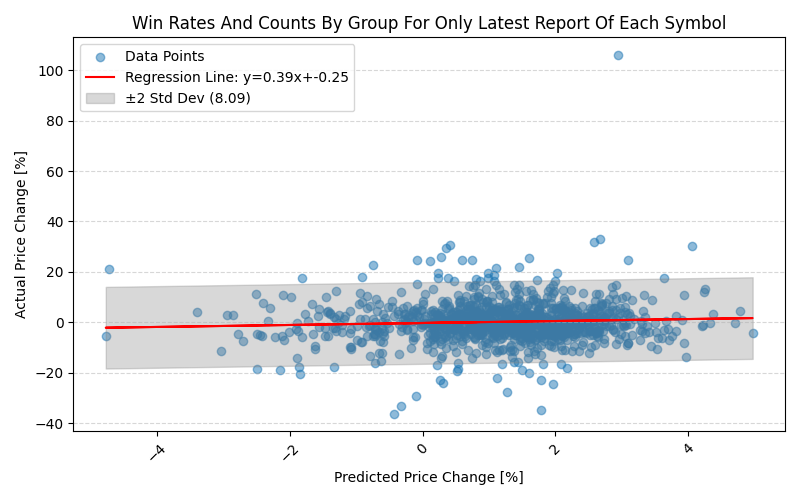 Win Rates And Counts By Group For Only Latest Report Of Each Symbol
Data Points
Regression Line: y=0.39x+-0.25
±2 Std Dev (8.09)
Actual Price Change [%]
100
80
60
40
20
0
−20
−40
−4
−2
0
2
4
Predicted Price Change [%]